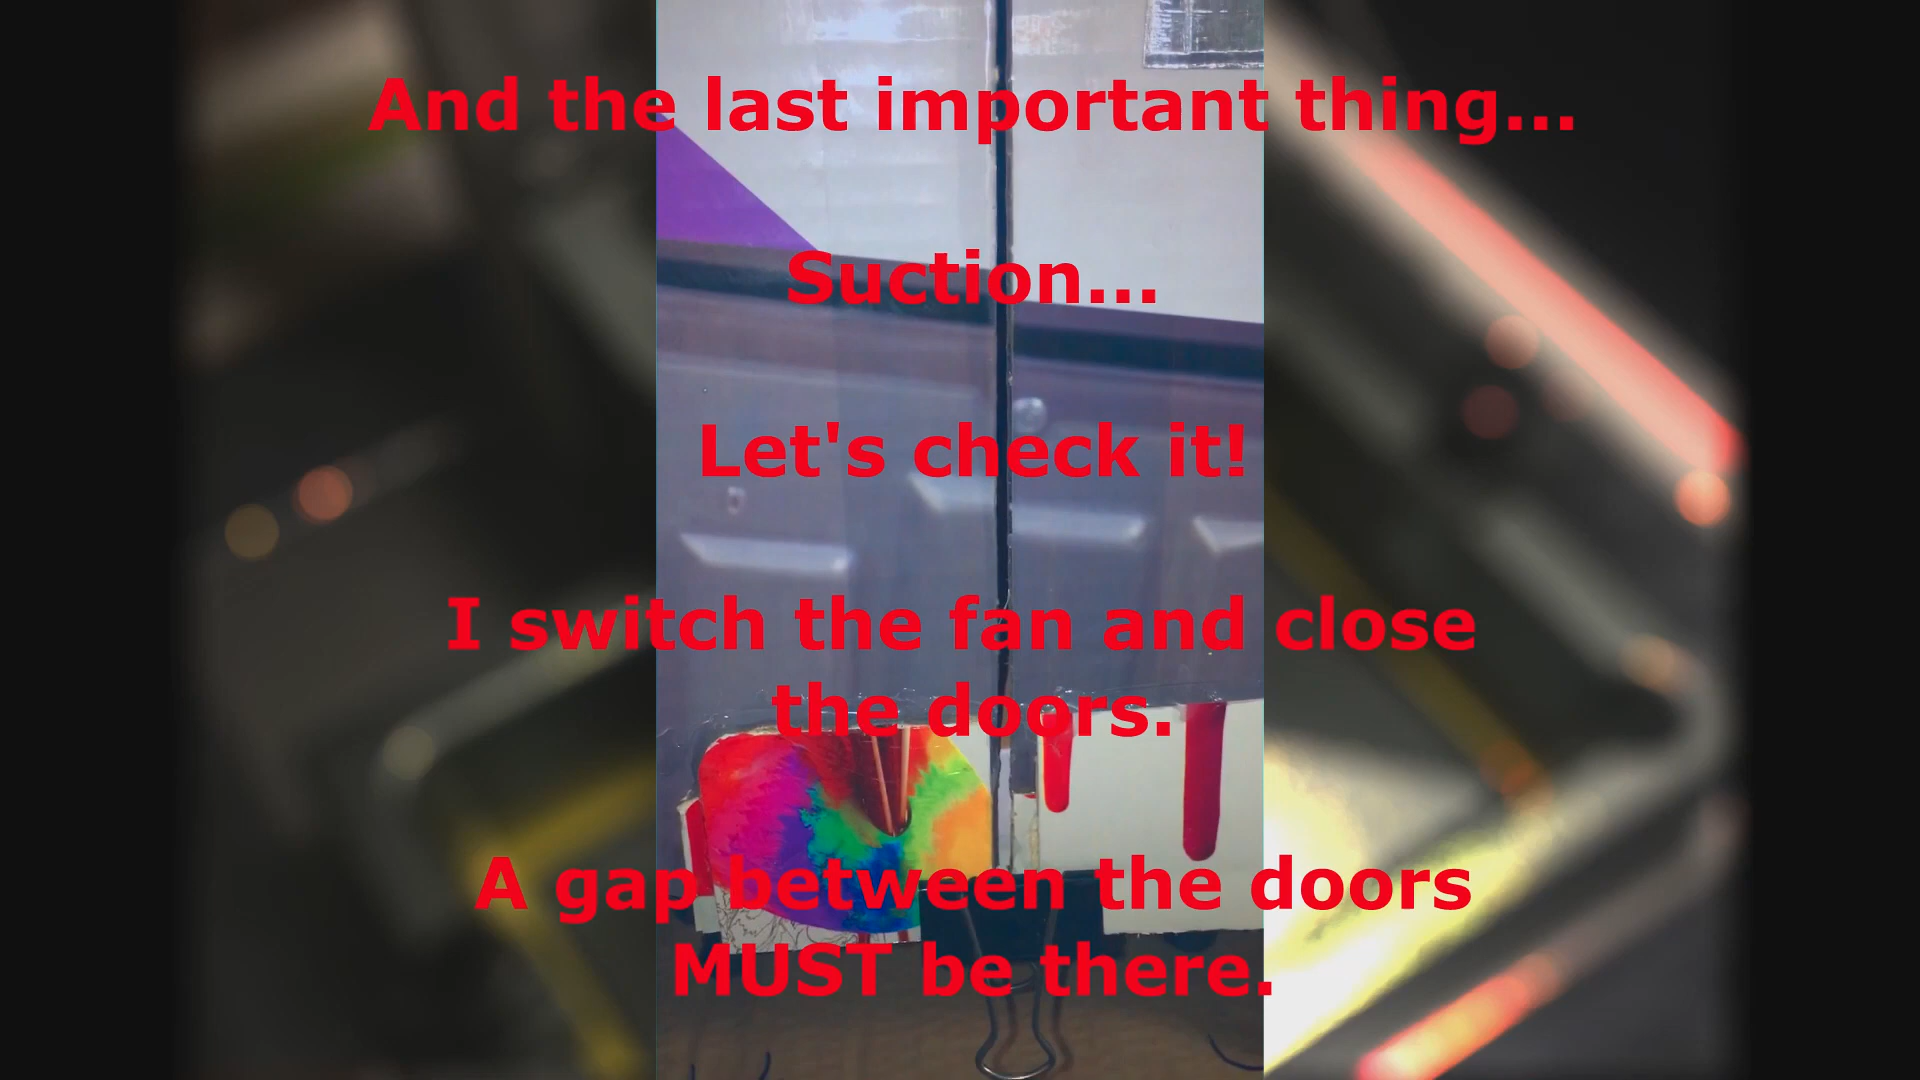 And the last important thing...
Suction...
Let's check it!
I switch the fan and close
the doors.
A gap between the doors
MUST be there.